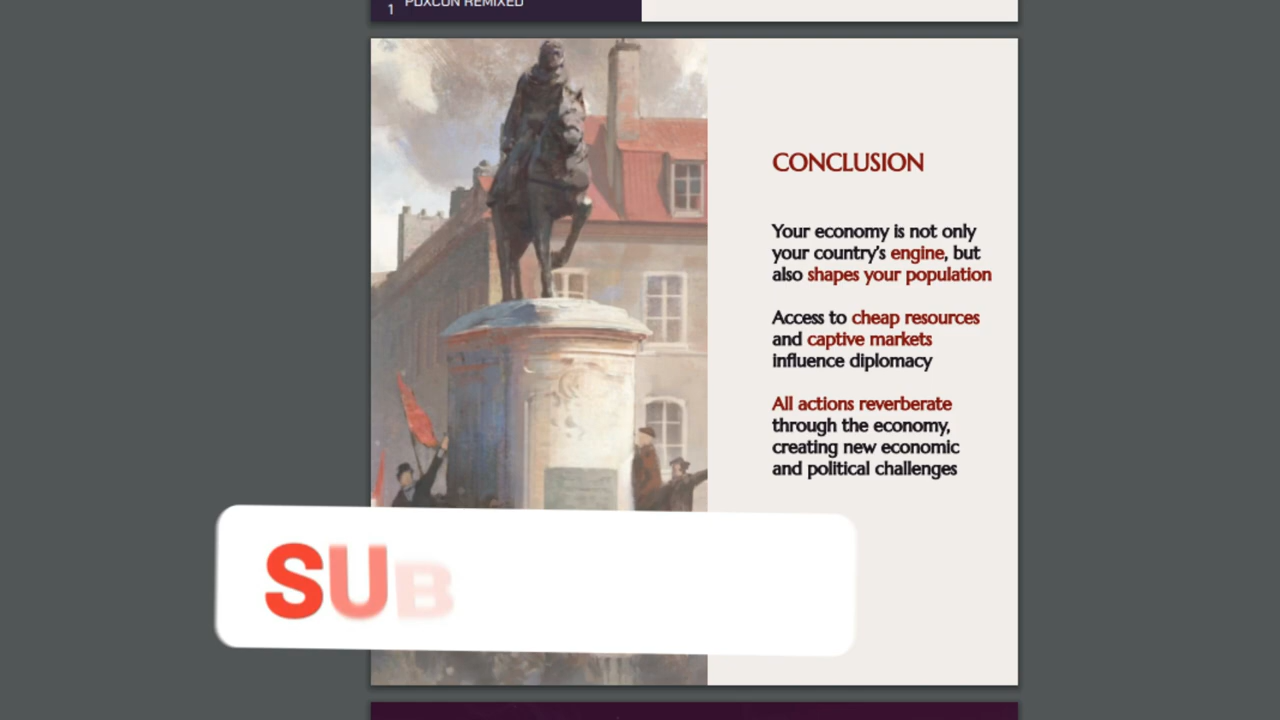 1 PDXCON REMIXED
CONCLUSION
Your economy is not only
your country's engine, but
also shapes your population
Access to cheap resources
and captive markets
influence diplomacy
All actions reverberate
through the economy,
creating new economic
and political challenges
SUB